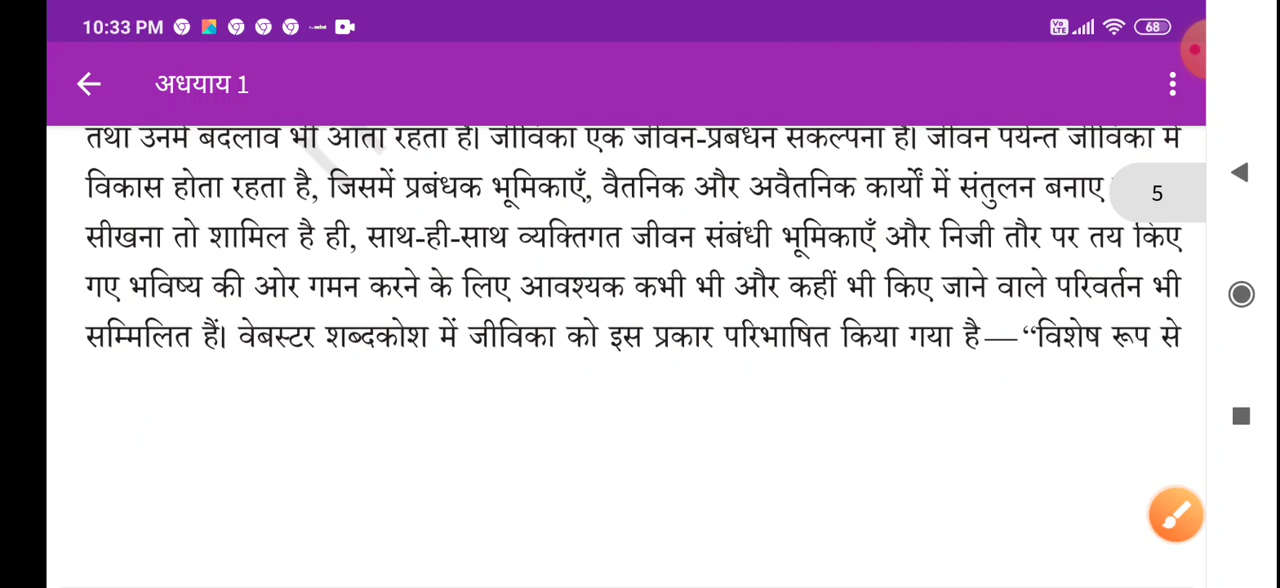 10:33 PM
Vo LTE
68
अधयाय 1
तथा उनमें बदलाव भी आता रहता है। जीविका एक जीवन-प्रबंधन संकल्पना है। जीवन पर्यन्त जीविका में
विकास होता रहता है, जिसमें प्रबंधक भूमिकाएँ, वैतनिक और अवैतनिक कार्यों में संतुलन बनाए
5
सीखना तो शामिल है ही, साथ-ही-साथ व्यक्तिगत जीवन संबंधी भूमिकाएँ और निजी तौर पर तय किए
गए भविष्य की ओर गमन करने के लिए आवश्यक कभी भी और कहीं भी किए जाने वाले परिवर्तन भी
सम्मिलित हैं। वेबस्टर शब्दकोश में जीविका को इस प्रकार परिभाषित किया गया है—“विशेष रूप से